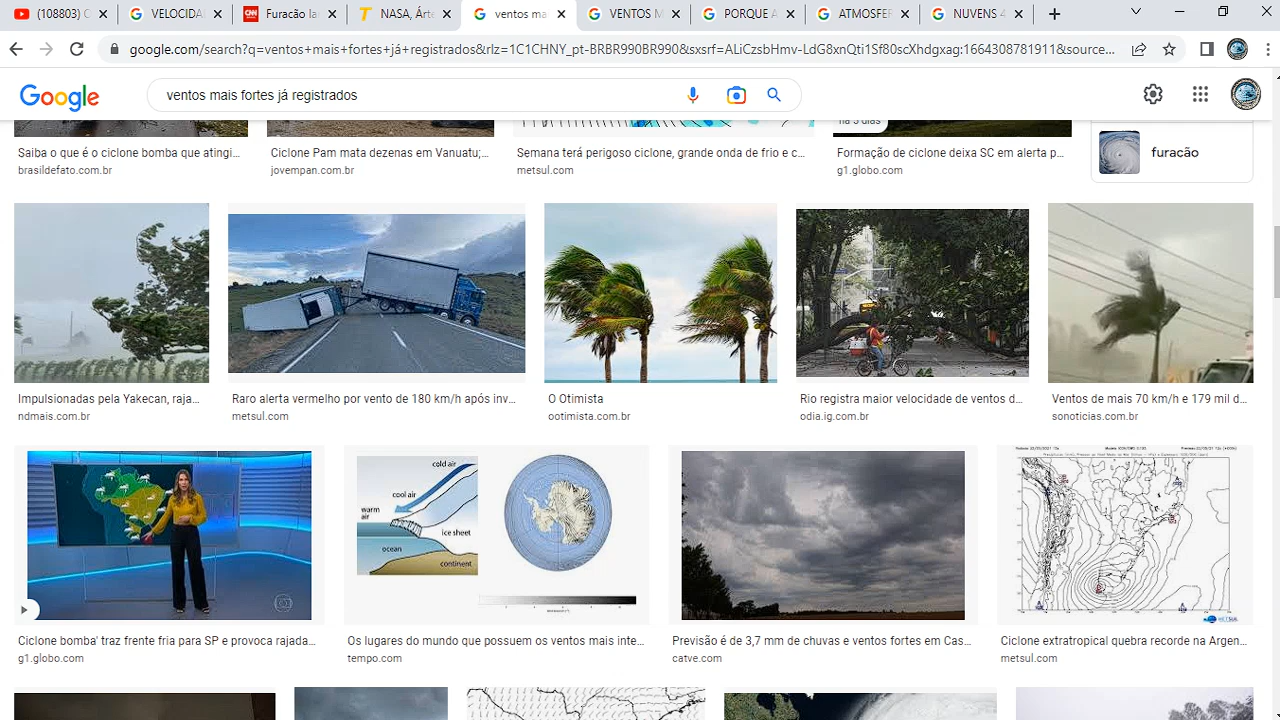 (108803) C
VELOCIDA
Furacão Ia
NASA, Árte
ventos ma
VENTOS M
PORQUE A
ATMOSFE
NUVENS 4
google.com/search?q=ventos+mais+fortes+já+registrados&rlz=1C1CHNY_pt-BRBR990BR990&sxsrf=ALiCzsbHmv-LdG8xnQti1Sf80scXhdgxag:1664308781911&source...
Google
ventos mais fortes já registrados
há 3 dias
Saiba o que é o ciclone bomba que atingi...
brasildefato.com.br
Ciclone Pam mata dezenas em Vanuatu;...
jovempan.com.br
Semana terá perigoso ciclone, grande onda de frio e c...
metsul.com
Formação de ciclone deixa SC em alerta p...
g1.globo.com
furacão
Impulsionadas pela Yakecan, raja...
ndmais.com.br
Raro alerta vermelho por vento de 180 km/h após inv...
metsul.com
O Otimista
ootimista.com.br
Rio registra maior velocidade de ventos d...
odia.ig.com.br
Ventos de mais 70 km/h e 179 mil d...
sonoticias.com.br
cold air
cool air
warm
air
ice sheet
ocean
continent
METSUL
Ciclone bomba' traz frente fria para SP e provoca rajada...
g1.globo.com
Os lugares do mundo que possuem os ventos mais inte...
tempo.com
Previsão é de 3,7 mm de chuvas e ventos fortes em Cas...
catve.com
Ciclone extratropical quebra recorde na Argen...
metsul.com